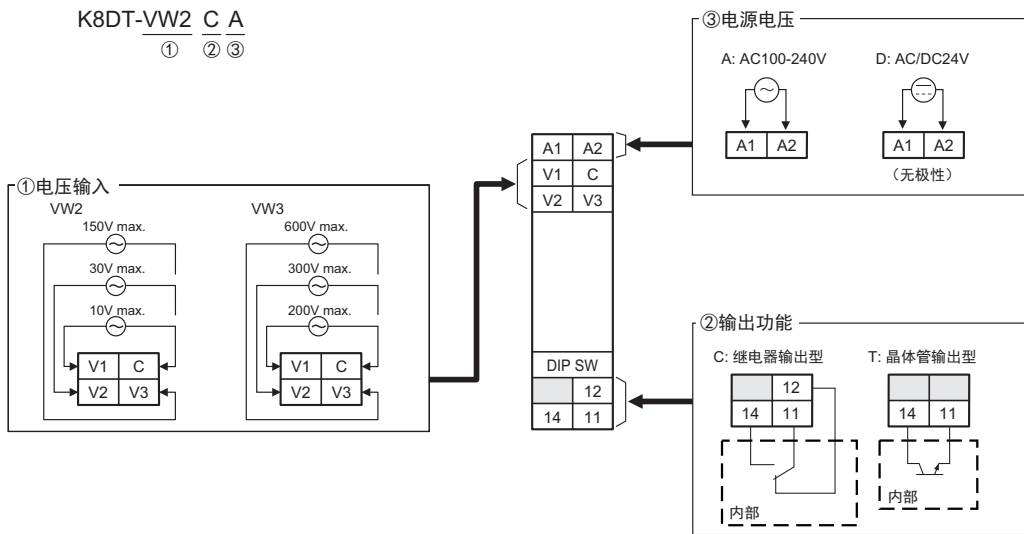 K8DT-VW2 C A
① ② ③
③电源电压
A: AC100-240V D: AC/DC24V
A1 A2 A1 A2
（无极性）
A1 A2
V1 C
V2 V3
DIP SW
12
14 11
①电压输入
VW2 VW3
150V max. 600V max.
30V max. 300V max.
10V max. 200V max.
V1 C V1 C
V2 V3 V2 V3
②输出功能
C: 继电器输出型 T: 晶体管输出型
12
14 11 14 11
内部 内部